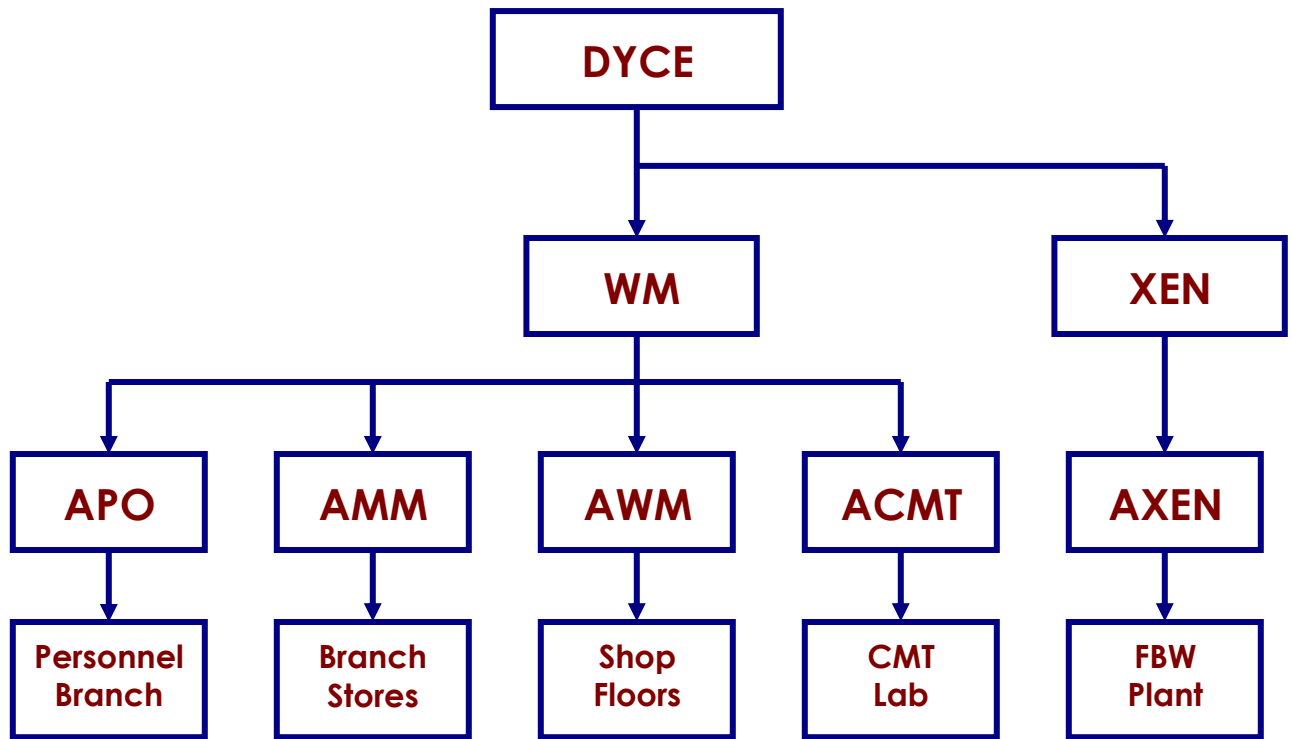 DYCE
WM
XEN
APO
AMM
AWM
ACMT
AXEN
Personnel
Branch
Branch
Stores
Shop
Floors
CMT
Lab
FBW
Plant